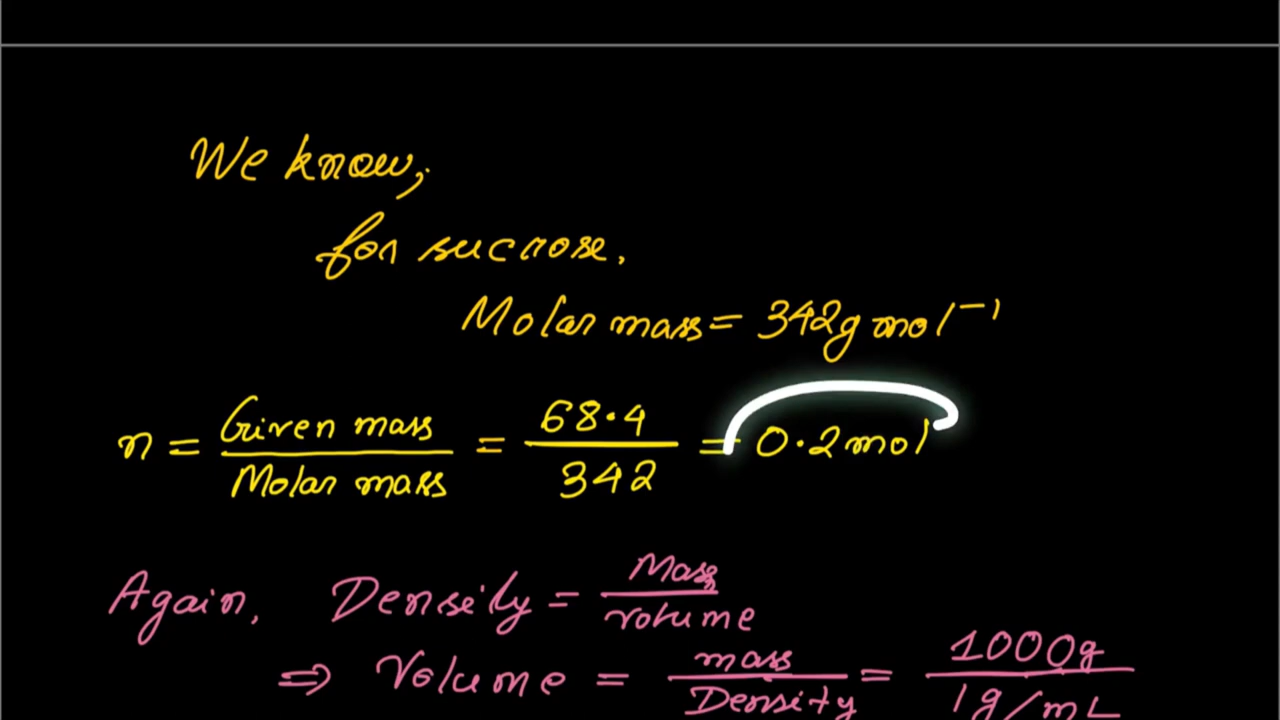 We know,
for sucrose.
Molar mass = 342g mol⁻¹
n = Given mass / Molar mass = 68.4 / 342 = 0.2 mol
Again, Density = Mass / volume
⇒ Volume = mass / Density = 1000g / 1g/mL